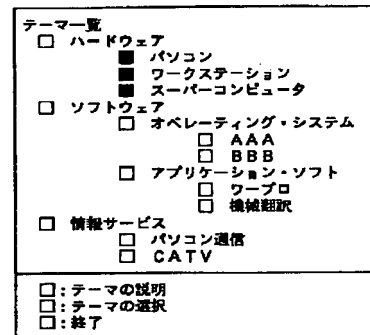 テーマ一覧
□ ハードウェア
■ パソコン
■ ワークステーション
■ スーパーコンピュータ
□ ソフトウェア
□ オペレーティング・システム
□ AAA
□ BBB
□ アプリケーション・ソフト
□ ワープロ
□ 機械翻訳
□情報サービス
□ パソコン通信
□ CATV
□:テーマの説明
□:テーマの選択
□:終了